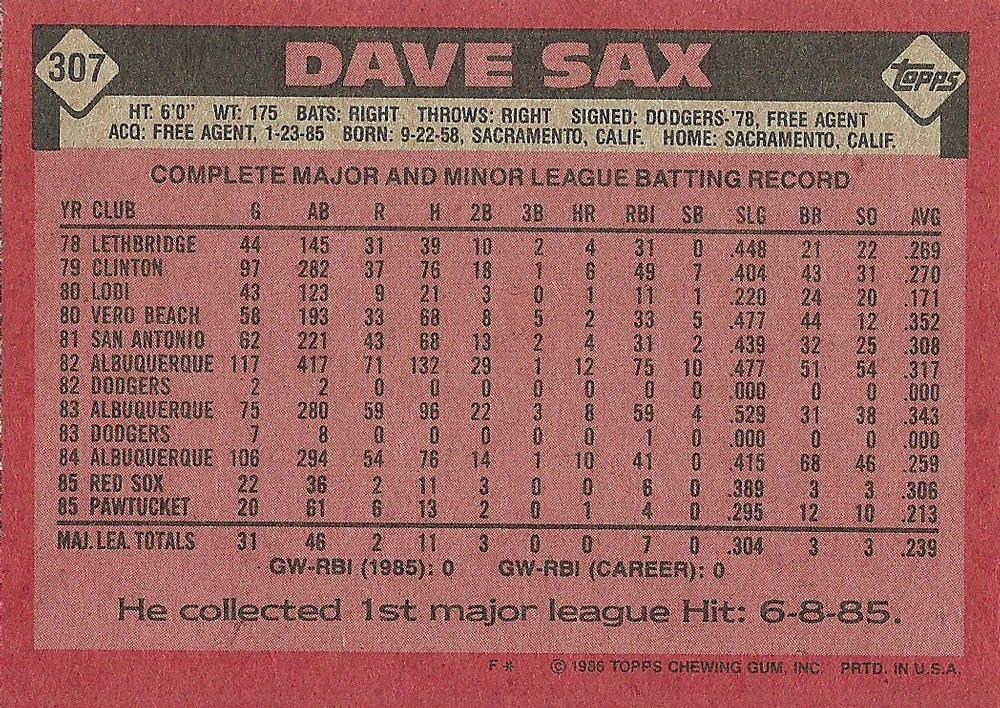 307 DAVE SAX TOPPS
HT: 6'0" WT: 175 BATS: RIGHT THROWS: RIGHT SIGNED: DODGERS-'78, FREE AGENT
ACQ: FREE AGENT, 1-23-85 BORN: 9-22-58, SACRAMENTO, CALIF. HOME: SACRAMENTO, CALIF.
COMPLETE MAJOR AND MINOR LEAGUE BATTING RECORD
YR CLUB G AB R H 2B 3B HR RBI SB SLG BB SO AVG
78 LETHBRIDGE 44 145 31 39 10 2 4 31 0 .448 21 22 .269
79 CLINTON 97 282 37 76 18 1 6 49 7 .404 43 31 .270
80 LODI 43 123 9 21 3 0 1 11 1 .220 24 20 .171
80 VERO BEACH 58 193 33 68 8 5 2 33 5 .477 44 12 .352
81 SAN ANTONIO 62 221 43 68 13 2 4 31 2 .439 32 25 .308
82 ALBUQUERQUE 117 417 71 132 29 1 12 75 10 .477 51 54 .317
82 DODGERS 2 2 0 0 0 0 0 0 0 .000 0 0 .000
83 ALBUQUERQUE 75 280 59 96 22 3 8 59 4 .529 31 38 .343
83 DODGERS 7 8 0 0 0 0 0 1 0 .000 0 0 .000
84 ALBUQUERQUE 106 294 54 76 14 1 10 41 0 .415 68 46 .259
85 RED SOX 22 36 2 11 3 0 0 6 0 .389 3 3 .306
85 PAWTUCKET 20 61 6 13 2 0 1 4 0 .295 12 10 .213
MAJ. LEA. TOTALS 31 46 2 11 3 0 0 7 0 .304 3 3 .239
GW-RBI (1985): 0 GW-RBI (CAREER): 0
He collected 1st major league Hit: 6-8-85.
F* © 1986 TOPPS CHEWING GUM, INC. PRTD. IN U.S.A.